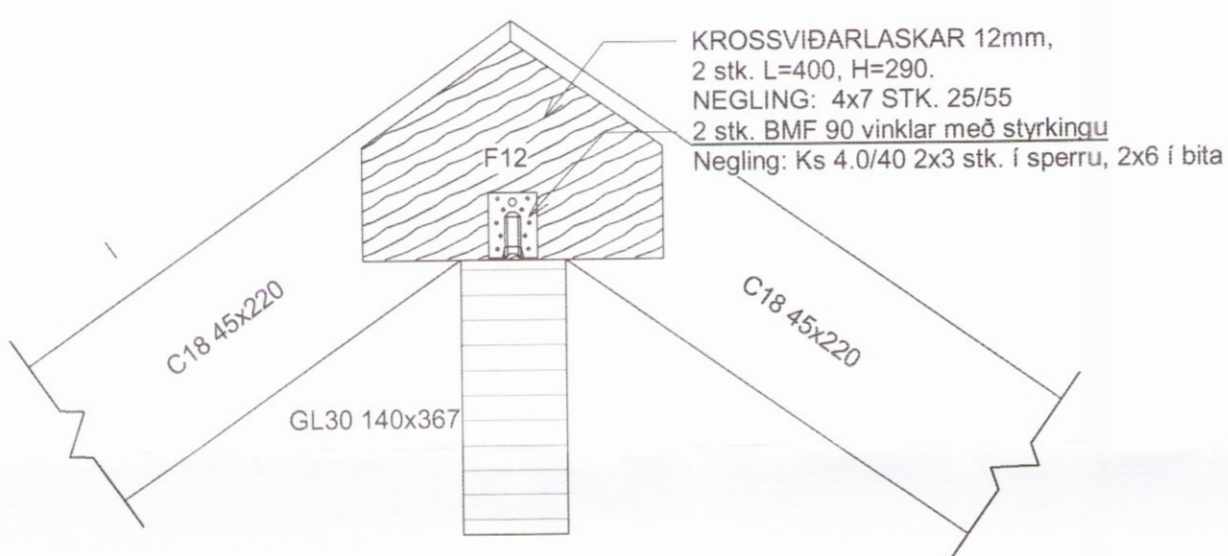 KROSSVIÐARLASKAR 12mm,
2 stk. L=400, H=290.
NEGLING: 4x7 STK. 25/55
2 stk. BMF 90 vinklar með styrkingu
Negling: Ks 4.0/40 2x3 stk. í sperru, 2x6 í bita
F12
C18 45x220
C18 45x220
GL30 140x367